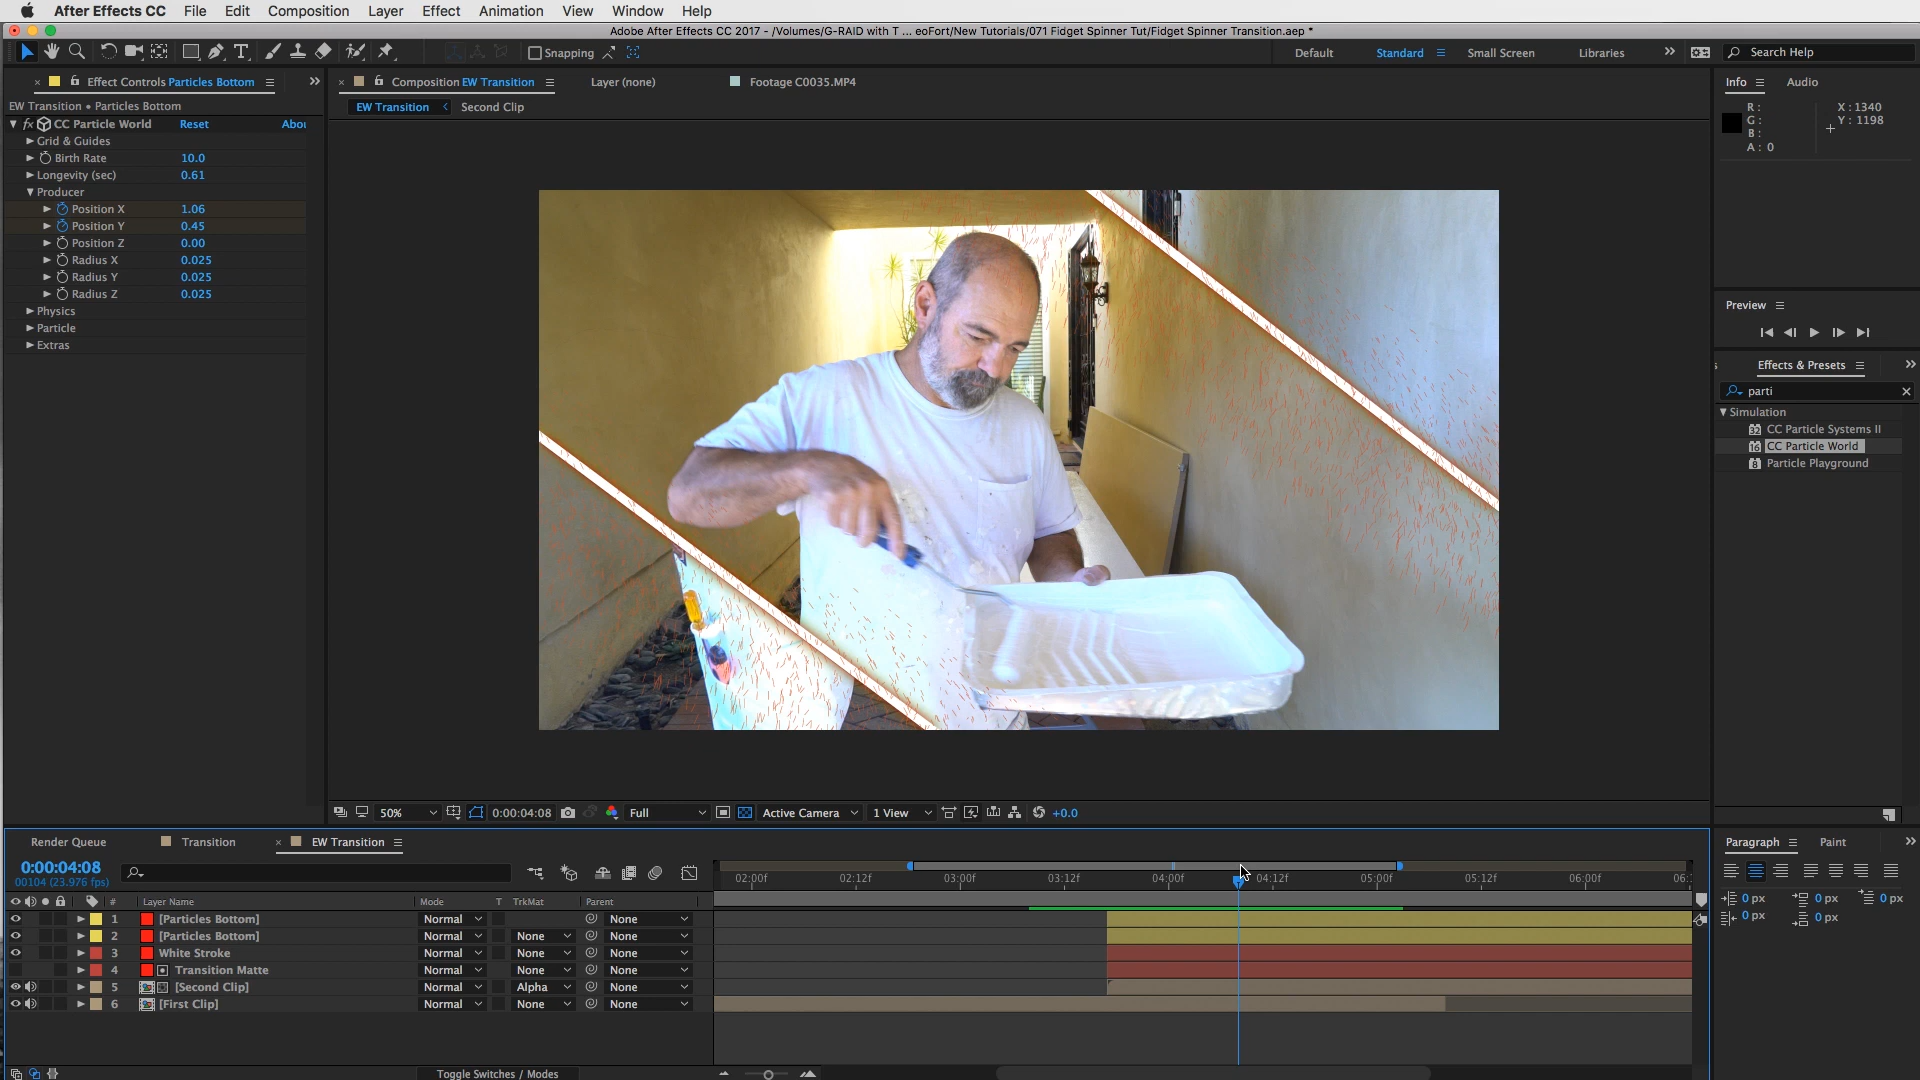 After Effects CC File Edit Composition Layer Effect Animation View Window Help
Adobe After Effects CC 2017 - /Volumes/G-RAID with T ... eoFort/New Tutorials/071 Fidget Spinner Tut/Fidget Spinner Transition.aep *
Snapping Default Standard Small Screen Libraries Search Help
Effect Controls Particles Bottom
Composition EW Transition Layer (none) Footage C0035.MP4
Info Audio
EW Transition • Particles Bottom
EW Transition Second Clip
R : X : 1340
G : Y : 1198
B :
A : 0
fx CC Particle World Reset Abou
Grid & Guides
Birth Rate 10.0
Longevity (sec) 0.61
Producer
Position X 1.06
Position Y 0.45
Position Z 0.00
Radius X 0.025
Radius Y 0.025
Radius Z 0.025
Physics
Particle
Extras
Preview
Effects & Presets
parti
Simulation
CC Particle Systems II
CC Particle World
Particle Playground
50% 0:00:04:08 Full Active Camera 1 View +0.0
Render Queue Transition EW Transition
Paragraph Paint
0:00:04:08
00104 (23.976 fps)
02:00f 02:12f 03:00f 03:12f 04:00f 04:12f 05:00f 05:12f 06:00f 06:1
# Layer Name Mode T TrkMat Parent
1 [Particles Bottom] Normal None
2 [Particles Bottom] Normal None None
3 White Stroke Normal None None
4 Transition Matte Normal None None
5 [Second Clip] Normal Alpha None
6 [First Clip] Normal None None
0 px 0 px 0 px
0 px 0 px
Toggle Switches / Modes